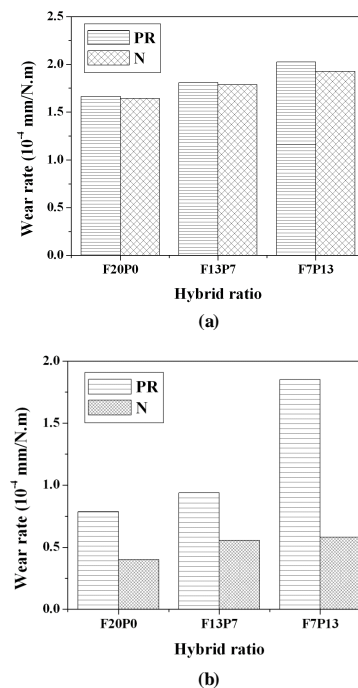 2.5
2.0
1.5
1.0
0.5
0.0
Wear rate (10⁻⁴ mm/N.m)
PR
N
F20P0 F13P7 F7P13
Hybrid ratio
(a)
2.0
1.5
1.0
0.5
0.0
Wear rate (10⁻⁴ mm/N.m)
PR
N
F20P0 F13P7 F7P13
Hybrid ratio
(b)